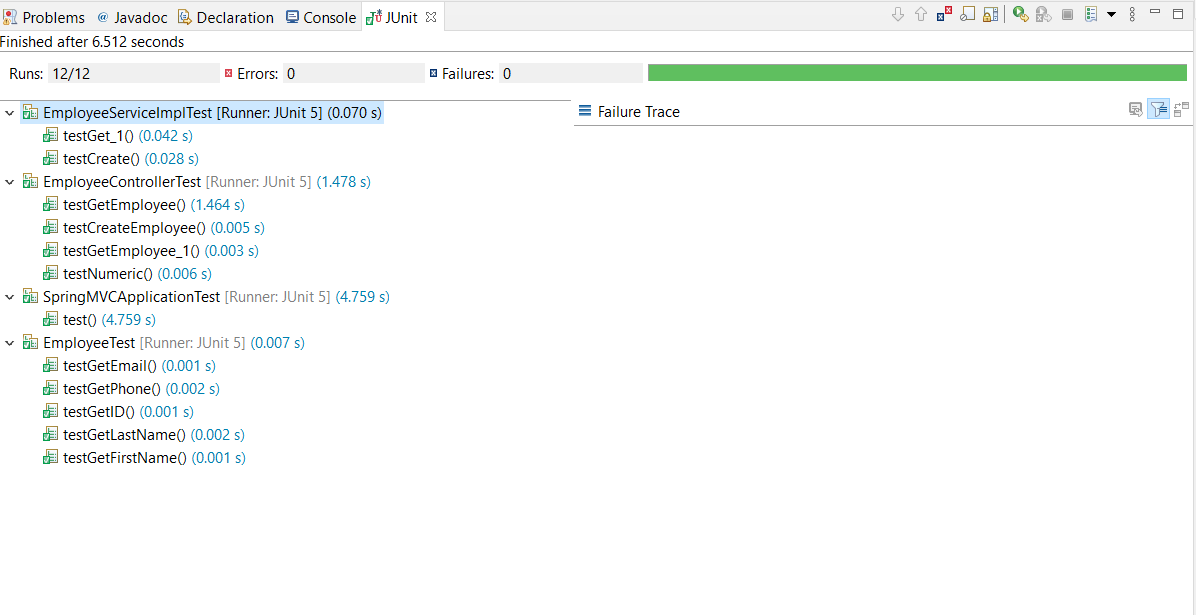 Problems @ Javadoc Declaration Console JUnit
Finished after 6.512 seconds
Runs: 12/12 Errors: 0 Failures: 0
EmployeeServiceImplTest [Runner: JUnit 5] (0.070 s)
Failure Trace
testGet_1() (0.042 s)
testCreate() (0.028 s)
EmployeeControllerTest [Runner: JUnit 5] (1.478 s)
testGetEmployee() (1.464 s)
testCreateEmployee() (0.005 s)
testGetEmployee_1() (0.003 s)
testNumeric() (0.006 s)
SpringMVCApplicationTest [Runner: JUnit 5] (4.759 s)
test() (4.759 s)
EmployeeTest [Runner: JUnit 5] (0.007 s)
testGetEmail() (0.001 s)
testGetPhone() (0.002 s)
testGetID() (0.001 s)
testGetLastName() (0.002 s)
testGetFirstName() (0.001 s)